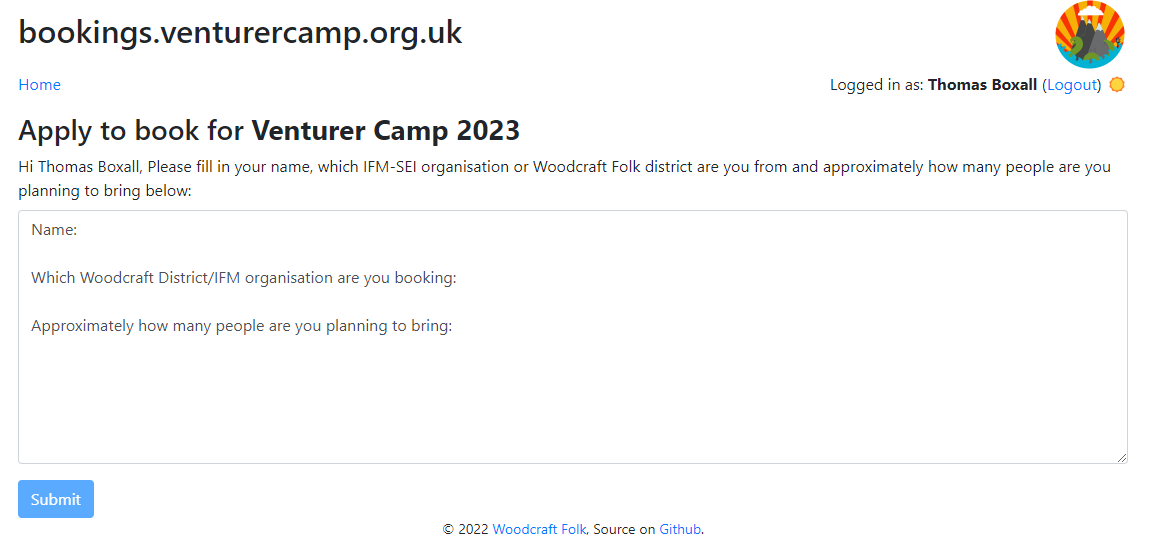 bookings.venturercamp.org.uk
Home
Logged in as: Thomas Boxall (Logout)
Apply to book for Venturer Camp 2023
Hi Thomas Boxall, Please fill in your name, which IFM-SEI organisation or Woodcraft Folk district are you from and approximately how many people are you
planning to bring below:
Name:
Which Woodcraft District/IFM organisation are you booking:
Approximately how many people are you planning to bring:
Submit
© 2022 Woodcraft Folk, Source on Github.